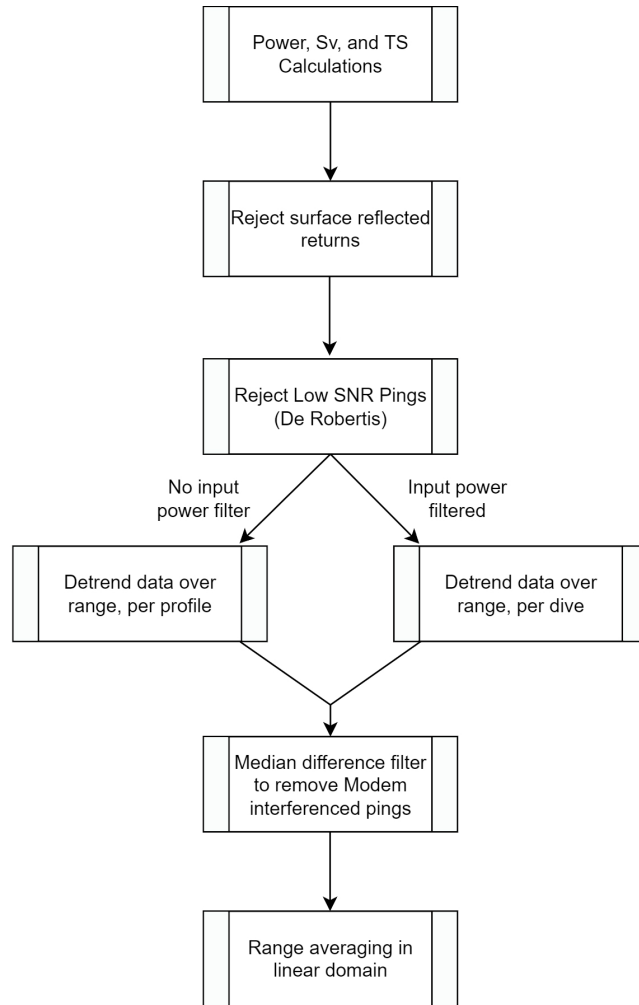 Power, Sv, and TS
Calculations
Reject surface reflected
returns
Reject Low SNR Pings
(De Robertis)
No input
power filter
Input power
filtered
Detrend data over
range, per profile
Detrend data over
range, per dive
Median difference filter
to remove Modem
interferenced pings
Range averaging in
linear domain